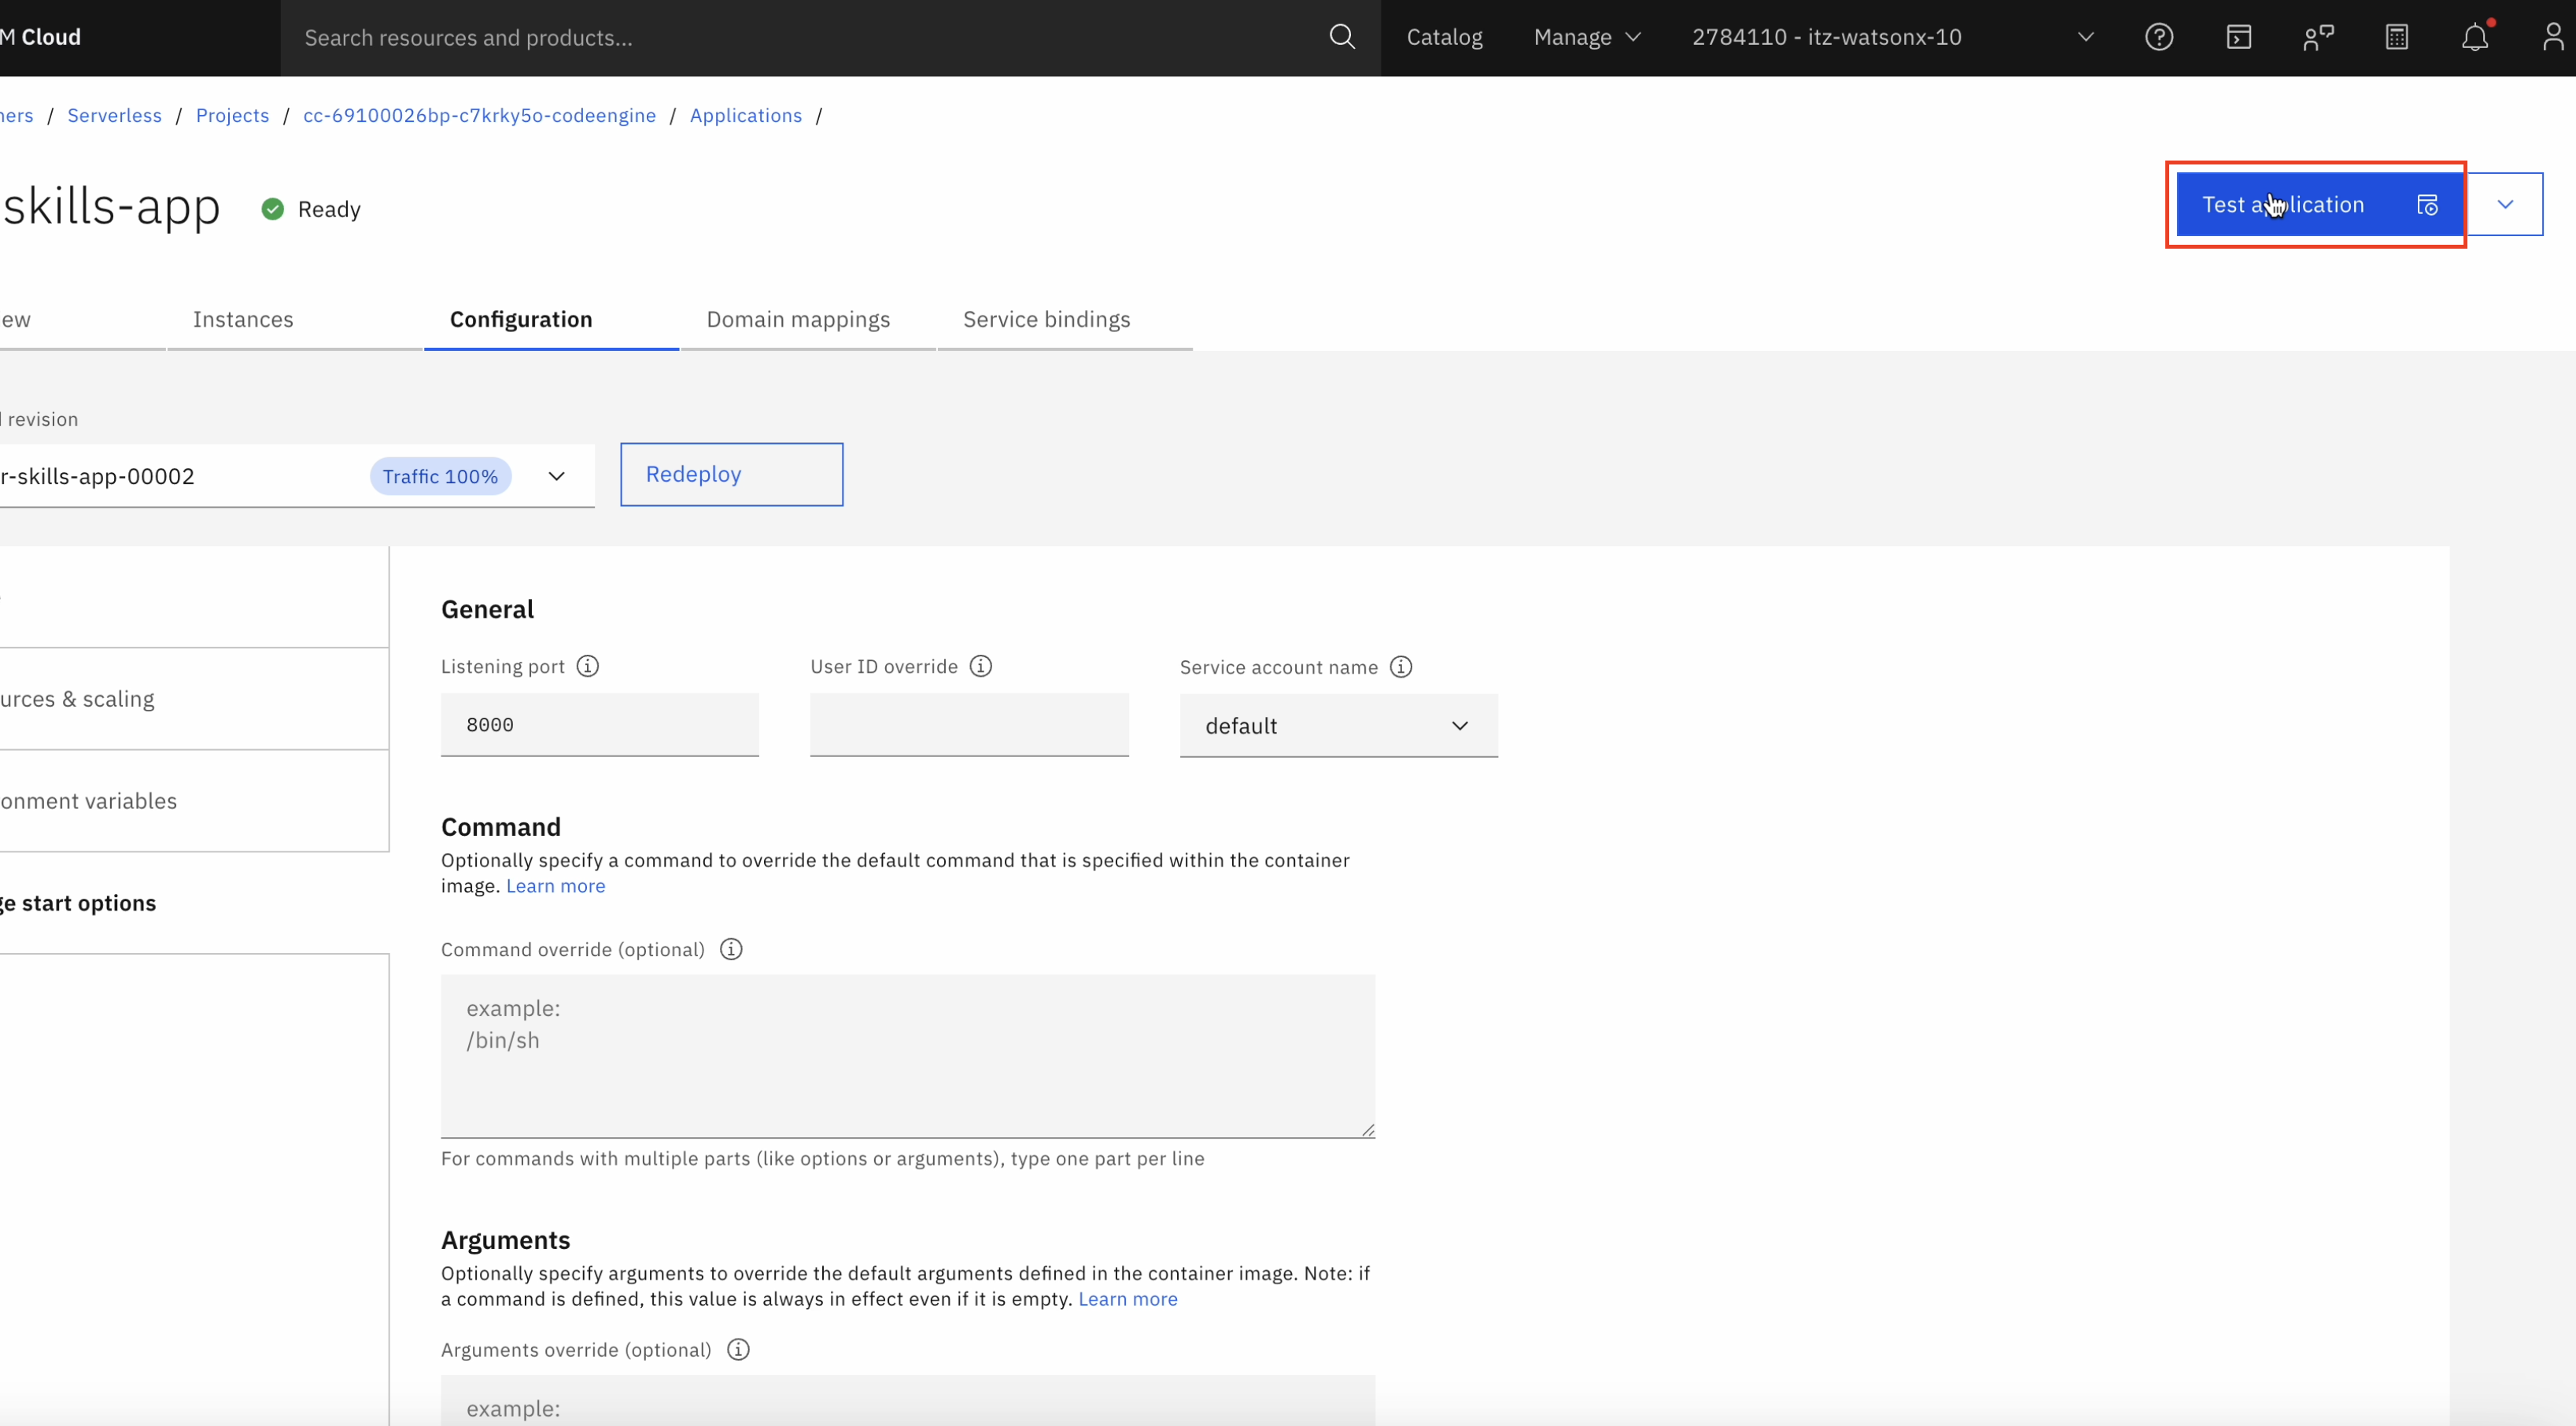 M Cloud
Search resources and products...
Catalog
Manage
2784110 - itz-watsonx-10
ners / Serverless / Projects / cc-69100026bp-c7krky5o-codeengine / Applications /
skills-app
Ready
Test application
ew
Instances
Configuration
Domain mappings
Service bindings
revision
r-skills-app-00002
Traffic 100%
Redeploy
urces & scaling
onment variables
ge start options
General
Listening port
User ID override
Service account name
8000
default
Command
Optionally specify a command to override the default command that is specified within the container
image. Learn more
Command override (optional)
example:
/bin/sh
For commands with multiple parts (like options or arguments), type one part per line
Arguments
Optionally specify arguments to override the default arguments defined in the container image. Note: if
a command is defined, this value is always in effect even if it is empty. Learn more
Arguments override (optional)
example: